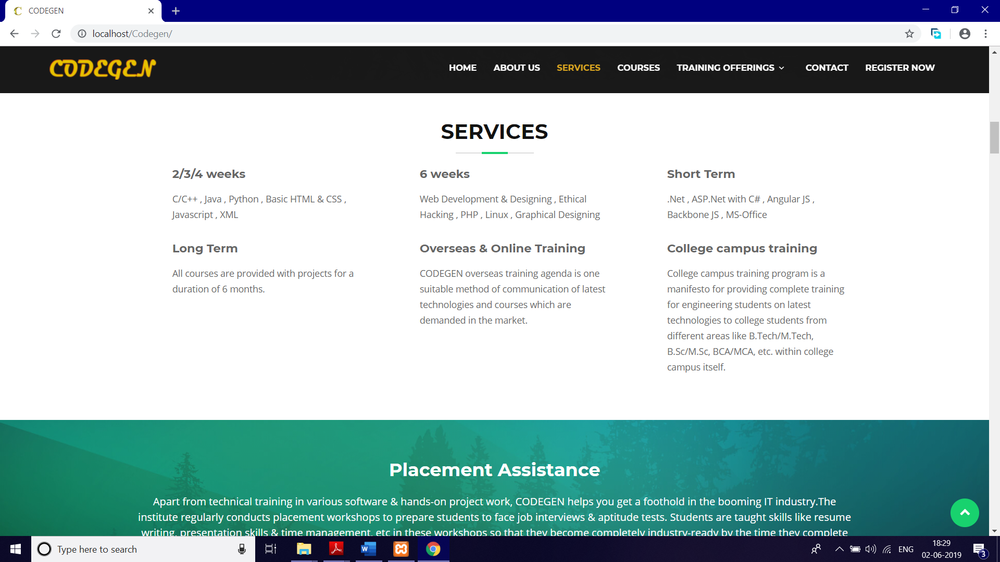 CODEGEN
localhost/Codegen/
CODEGEN
HOME ABOUT US SERVICES COURSES TRAINING OFFERINGS CONTACT REGISTER NOW
SERVICES
2/3/4 weeks
C/C++ , Java , Python , Basic HTML & CSS ,
Javascript , XML
6 weeks
Web Development & Designing , Ethical
Hacking , PHP , Linux , Graphical Designing
Short Term
.Net , ASP.Net with C# , Angular JS ,
Backbone JS , MS-Office
Long Term
All courses are provided with projects for a
duration of 6 months.
Overseas & Online Training
CODEGEN overseas training agenda is one
suitable method of communication of latest
technologies and courses which are
demanded in the market.
College campus training
College campus training program is a
manifesto for providing complete training
for engineering students on latest
technologies to college students from
different areas like B.Tech/M.Tech,
B.Sc/M.Sc, BCA/MCA, etc. within college
campus itself.
Placement Assistance
Apart from technical training in various software & hands-on project work, CODEGEN helps you get a foothold in the booming IT industry.The
institute regularly conducts placement workshops to prepare students to face job interviews & aptitude tests. Students are taught skills like resume
writing, presentation skills & time management, etc in these workshops so that they become completely industry-ready by the time they complete
Type here to search
ENG
18:29
02-06-2019
3